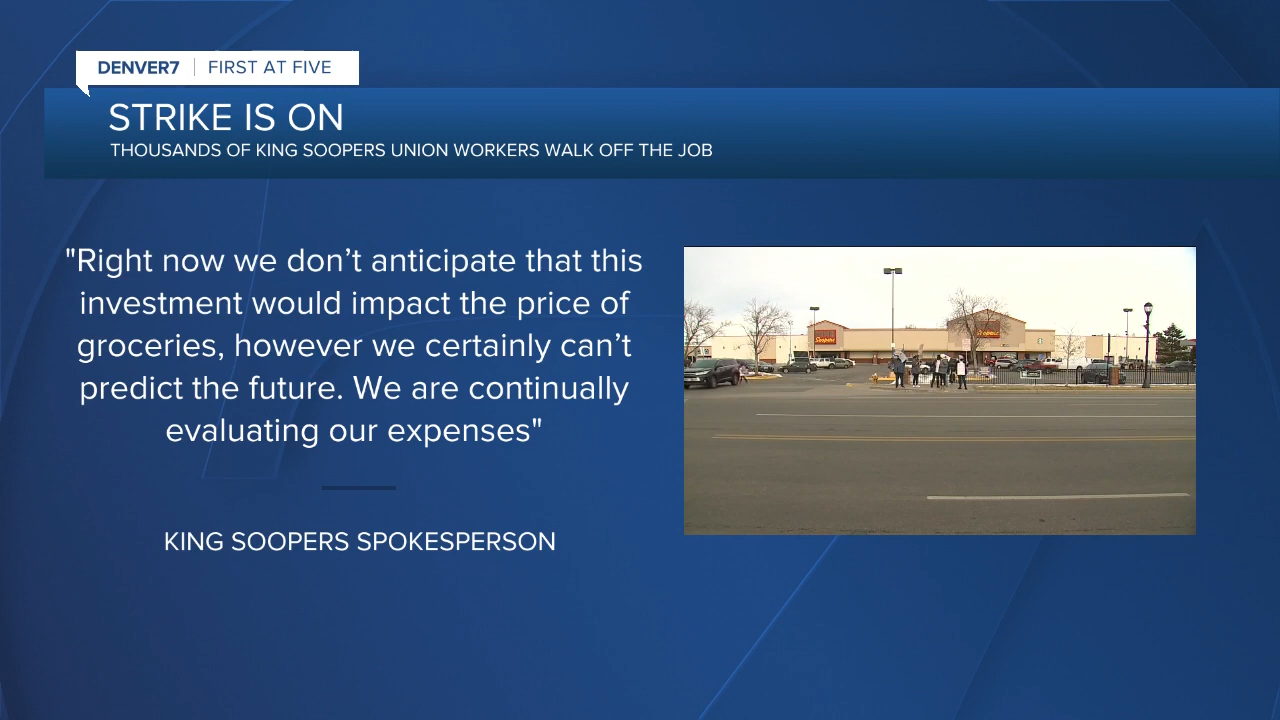 DENVER7 | FIRST AT FIVE
STRIKE IS ON
THOUSANDS OF KING SOOPERS UNION WORKERS WALK OFF THE JOB
"Right now we don’t anticipate that this
investment would impact the price of
groceries, however we certainly can’t
predict the future. We are continually
evaluating our expenses"
KING SOOPERS SPOKESPERSON
Soopers